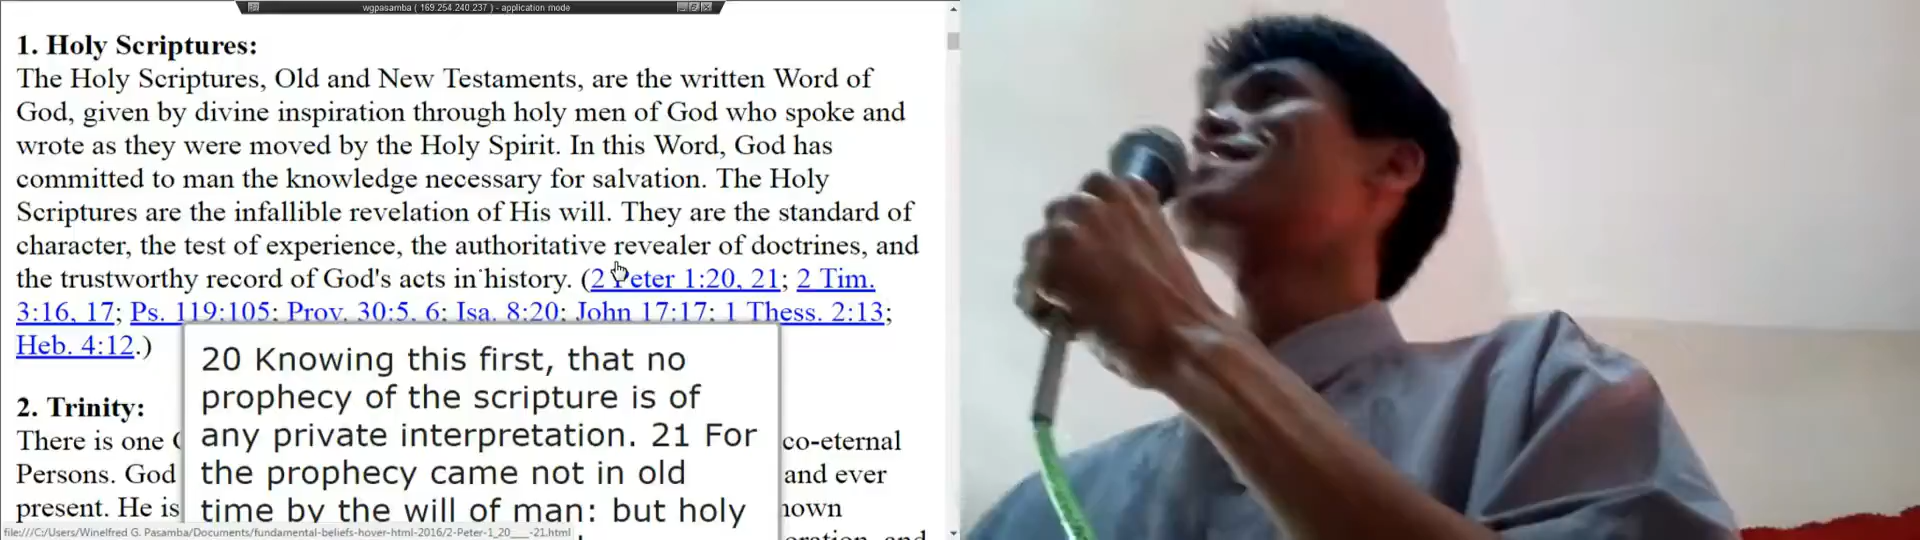 wgpasamba ( 169.254.240.237 ) - application mode
1. Holy Scriptures:
The Holy Scriptures, Old and New Testaments, are the written Word of
God, given by divine inspiration through holy men of God who spoke and
wrote as they were moved by the Holy Spirit. In this Word, God has
committed to man the knowledge necessary for salvation. The Holy
Scriptures are the infallible revelation of His will. They are the standard of
character, the test of experience, the authoritative revealer of doctrines, and
the trustworthy record of God's acts in history. (2 Peter 1:20, 21; 2 Tim.
3:16, 17; Ps. 119:105; Prov. 30:5, 6; Isa. 8:20; John 17:17; 1 Thess. 2:13;
Heb. 4:12.)
20 Knowing this first, that no
prophecy of the scripture is of
any private interpretation. 21 For
the prophecy came not in old
time by the will of man: but holy
2. Trinity:
There is one co-eternal
Persons. God and ever
present. He is
file:///C:/Users/Winelfred G. Pasamba/Documents/fundamental-beliefs-hover-html-2016/2-Peter-1_20___-21.html